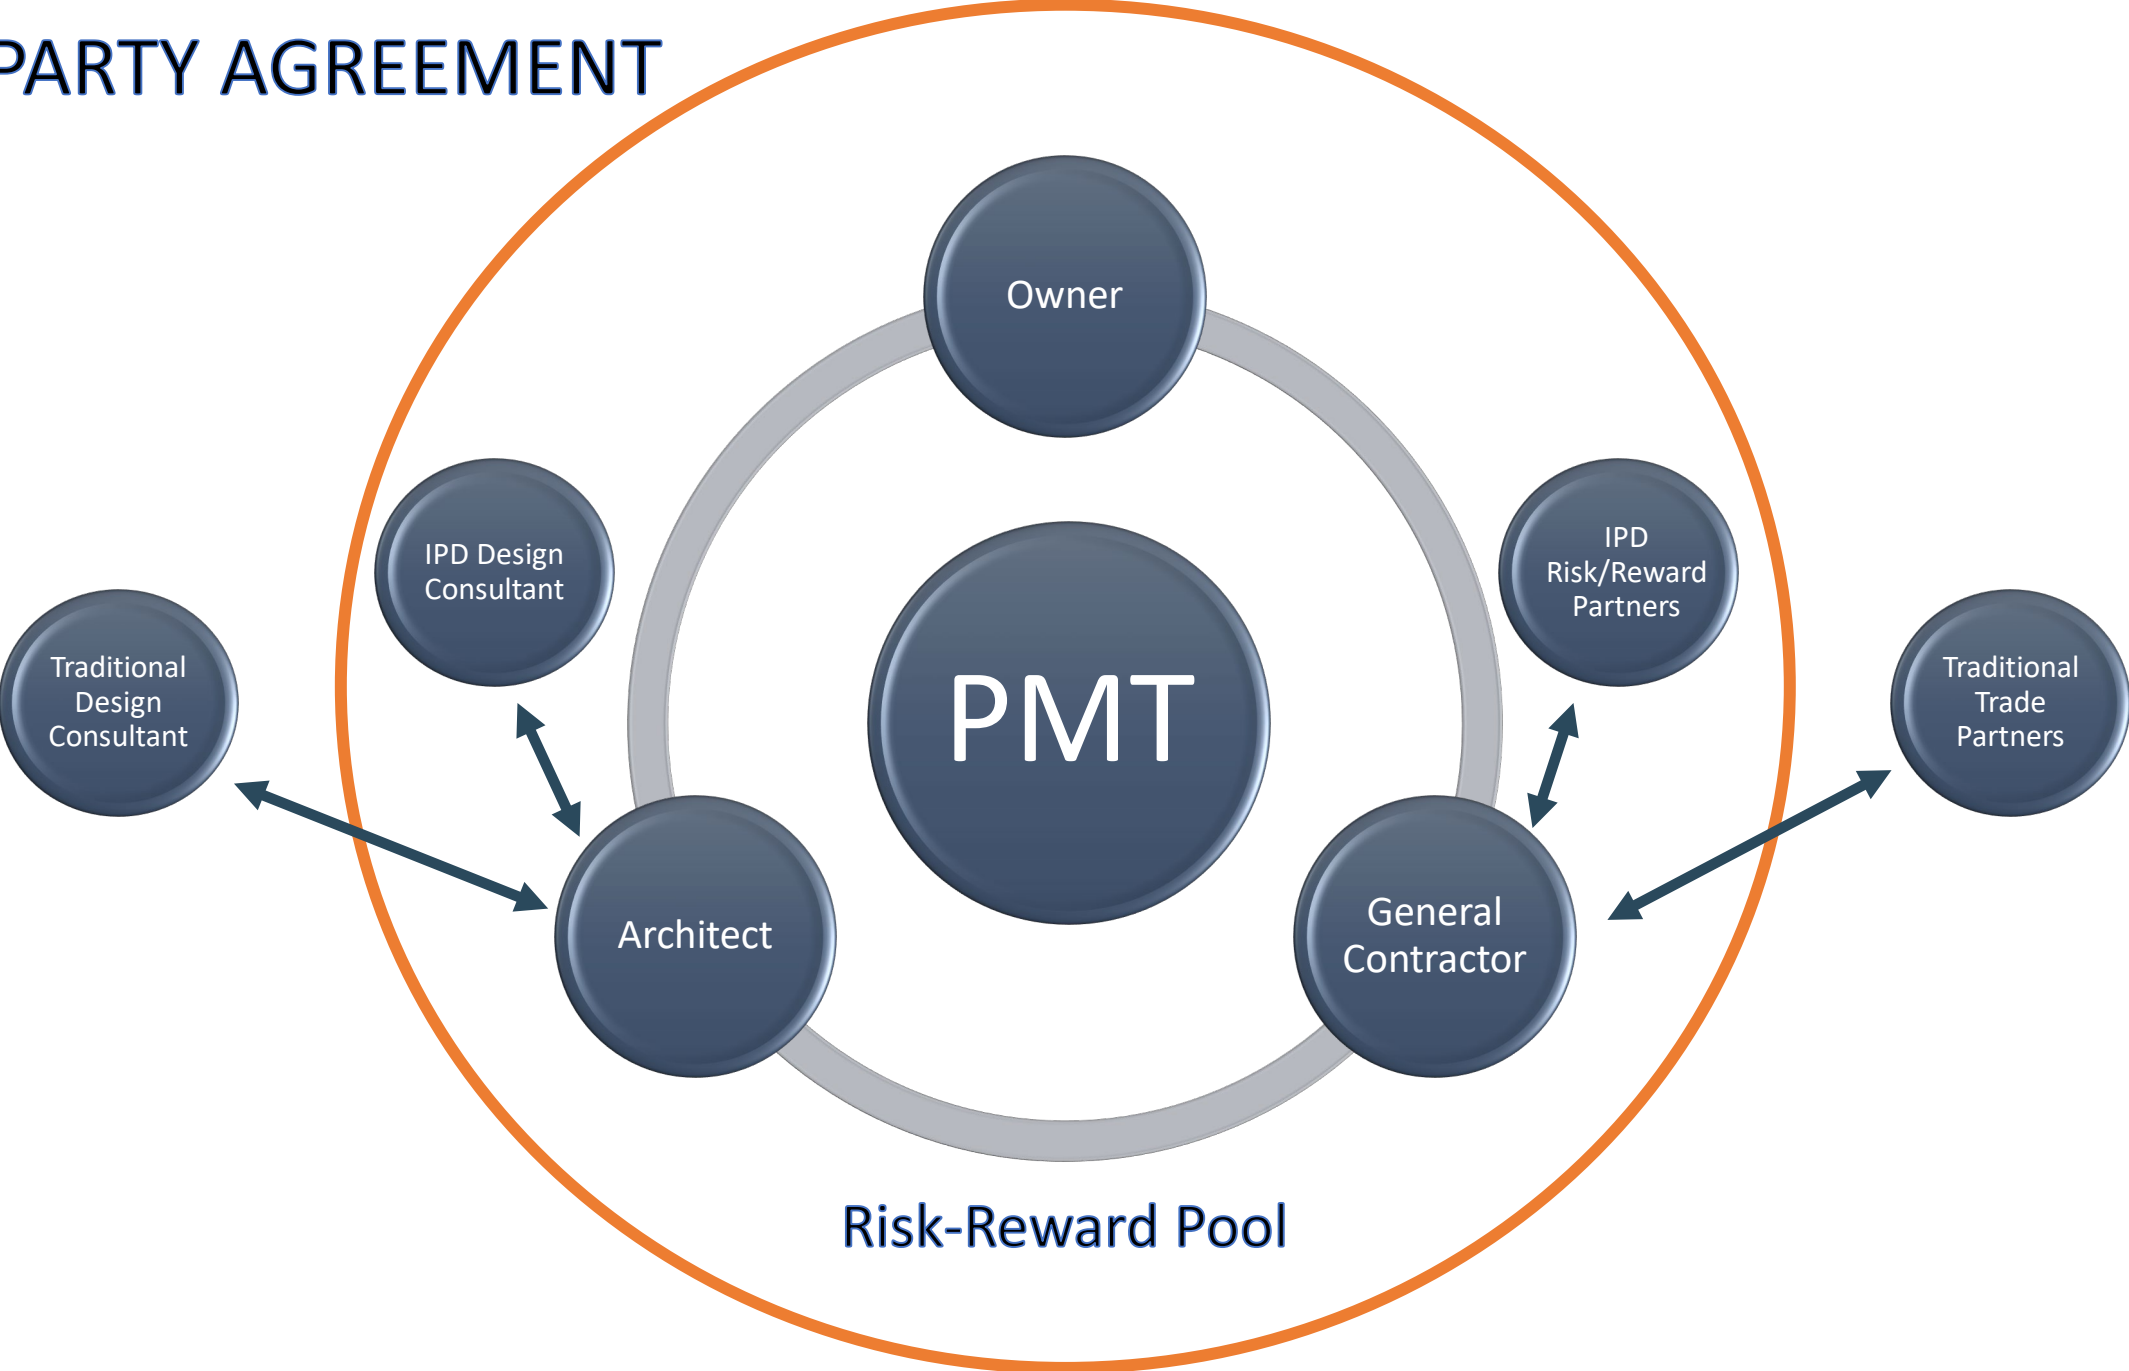 PARTY AGREEMENT
Owner
IPD Design
Consultant
IPD
Risk/Reward
Partners
Traditional
Design
Consultant
PMT
Traditional
Trade
Partners
Architect
General
Contractor
Risk-Reward Pool